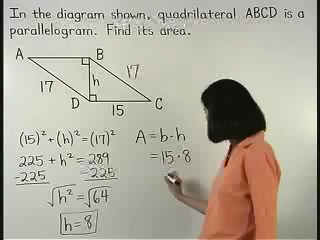 In the diagram shown, quadrilateral ABCD is a
parallelogram. Find its area.
A
B
17
h
17
D
15
C
(15)² + (h)² = (17)²
225 + h² = 289
-225 -225
√h² = √64
h = 8
A = b·h
= 15·8